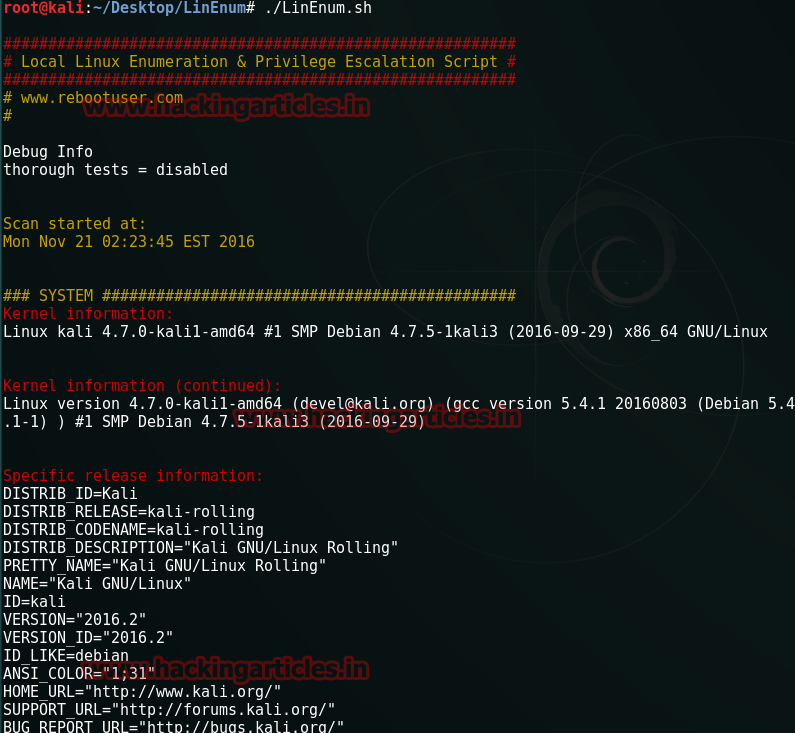 root@kali:~/Desktop/LinEnum# ./LinEnum.sh
#########################################################
# Local Linux Enumeration & Privilege Escalation Script #
#########################################################
# www.rebootuser.com
www.hackingarticles.in
#
Debug Info
thorough tests = disabled
Scan started at:
Mon Nov 21 02:23:45 EST 2016
### SYSTEM ##############################################
Kernel information:
Linux kali 4.7.0-kali1-amd64 #1 SMP Debian 4.7.5-1kali3 (2016-09-29) x86_64 GNU/Linux
Kernel information (continued):
Linux version 4.7.0-kali1-amd64 (devel@kali.org) (gcc version 5.4.1 20160803 (Debian 5.4
.1-1) ) #1 SMP Debian 4.7.5-1kali3 (2016-09-29)
www.hackingarticles.in
Specific release information:
DISTRIB_ID=Kali
DISTRIB_RELEASE=kali-rolling
DISTRIB_CODENAME=kali-rolling
DISTRIB_DESCRIPTION="Kali GNU/Linux Rolling"
PRETTY_NAME="Kali GNU/Linux Rolling"
NAME="Kali GNU/Linux"
ID=kali
VERSION="2016.2"
VERSION_ID="2016.2"
ID_LIKE=debian
www.hackingarticles.in
ANSI_COLOR="1;31"
HOME_URL="http://www.kali.org/"
SUPPORT_URL="http://forums.kali.org/"
BUG_REPORT_URL="http://bugs.kali.org/"